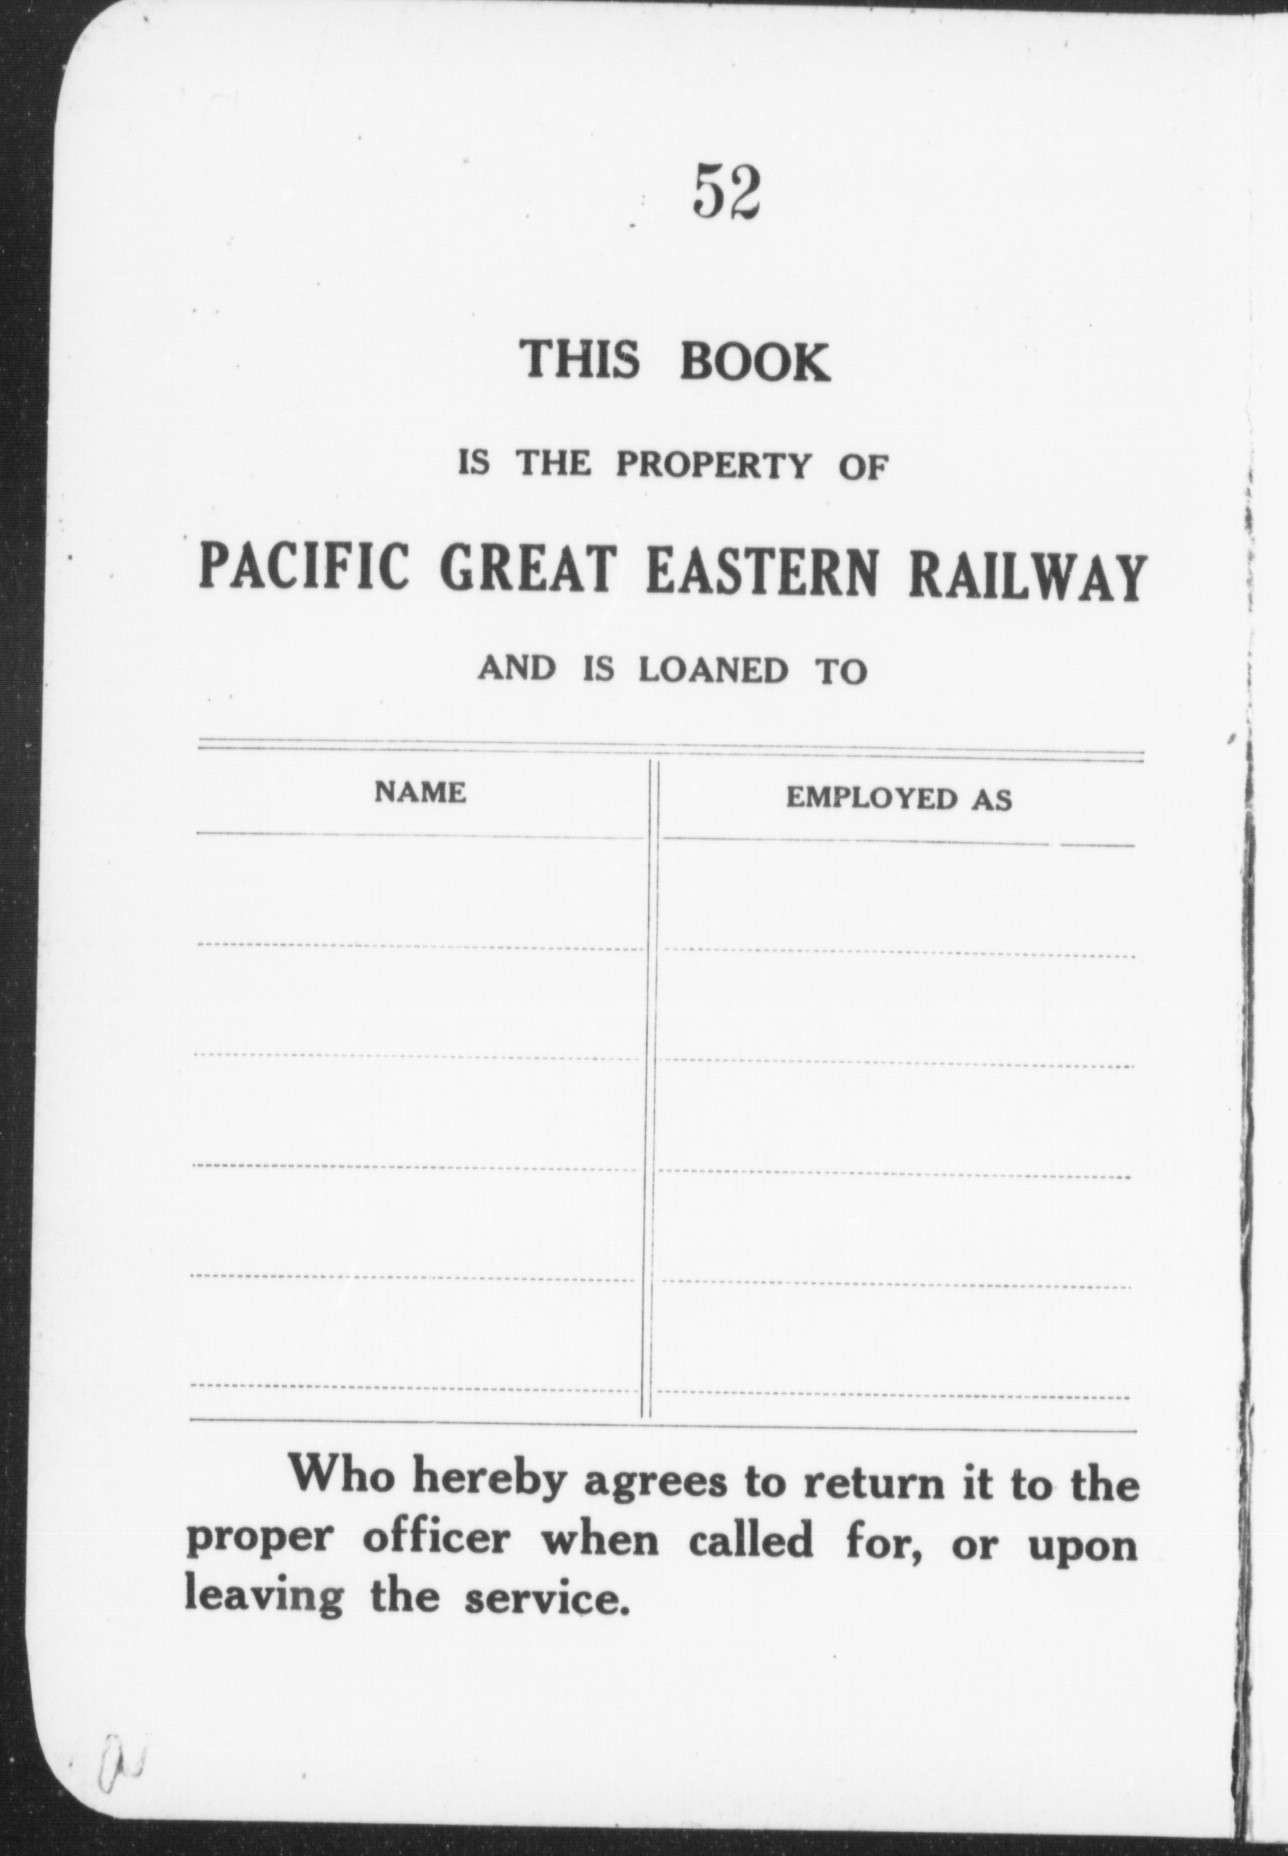 52
THIS BOOK
IS THE PROPERTY OF
PACIFIC GREAT EASTERN RAILWAY
AND IS LOANED TO
NAME EMPLOYED AS
Who hereby agrees to return it to the
proper officer when called for, or upon
leaving the service.